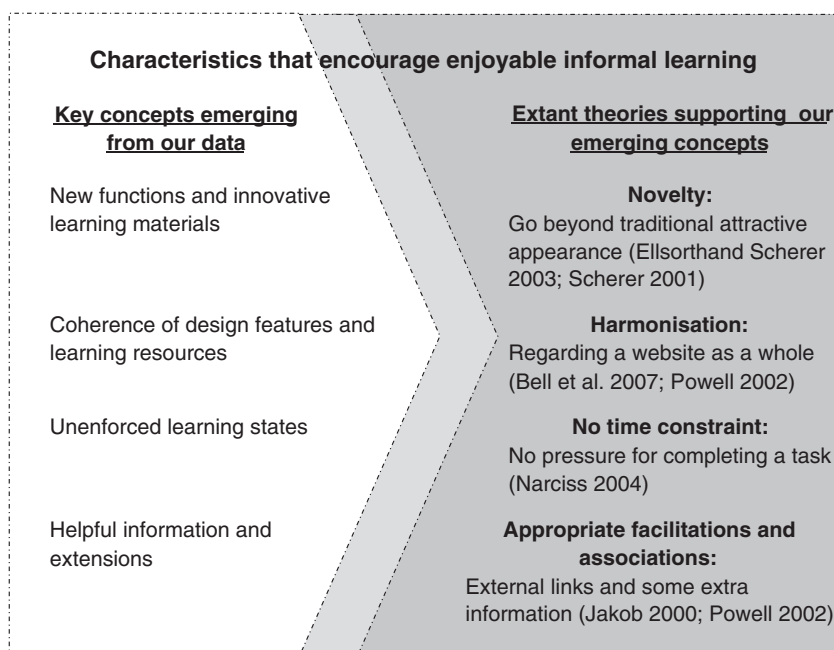 Characteristics that encourage enjoyable informal learning
Key concepts emerging
from our data
New functions and innovative
learning materials
Coherence of design features and
learning resources
Unenforced learning states
Helpful information and
extensions
Extant theories supporting our
emerging concepts
Novelty:
Go beyond traditional attractive
appearance (Ellsorthand Scherer
2003; Scherer 2001)
Harmonisation:
Regarding a website as a whole
(Bell et al. 2007; Powell 2002)
No time constraint:
No pressure for completing a task
(Narciss 2004)
Appropriate facilitations and
associations:
External links and some extra
information (Jakob 2000; Powell 2002)